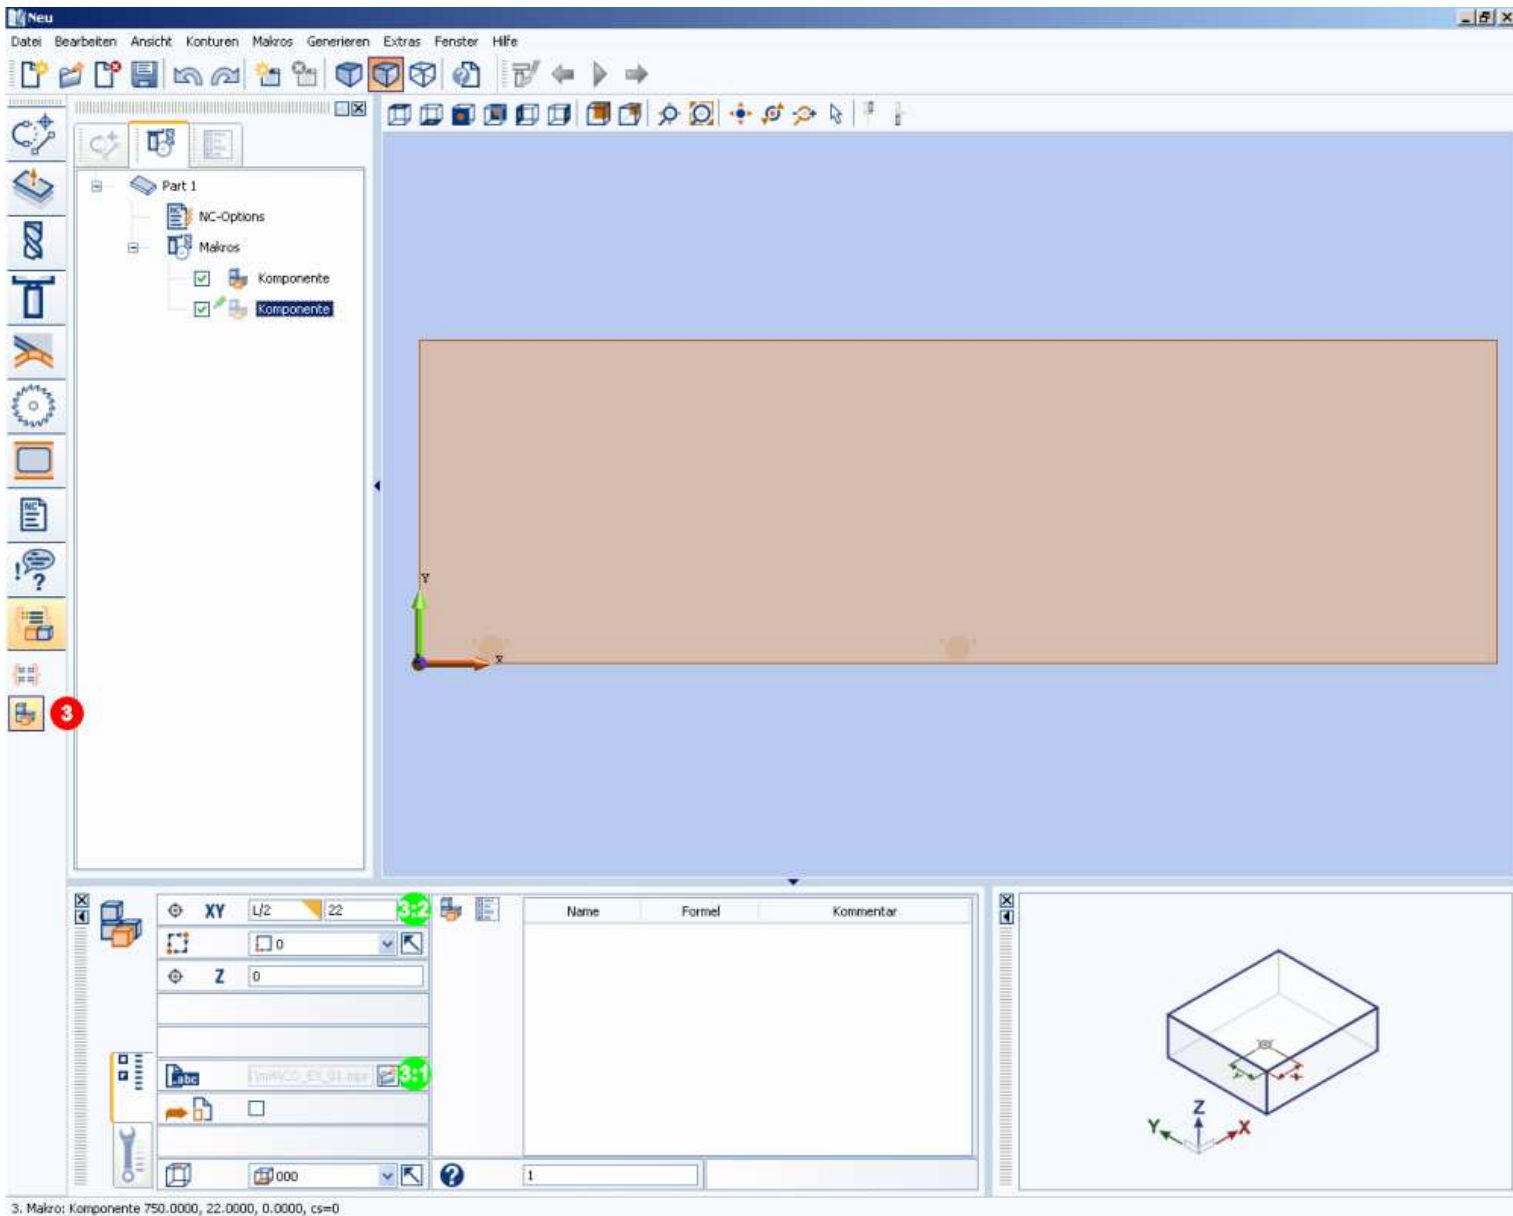 Neu
Datei Bearbeiten Ansicht Konturen Makros Generieren Extras Fenster Hilfe
Part 1
NC-Options
Makros
Komponente
Komponente
NC
!?
3
Y
X
XY L/2 22 3:2
0
Z 0
.abc 3:1
000
Name Formel Kommentar
1
Z
Y X
3. Makro: Komponente 750.0000, 22.0000, 0.0000, cs=0